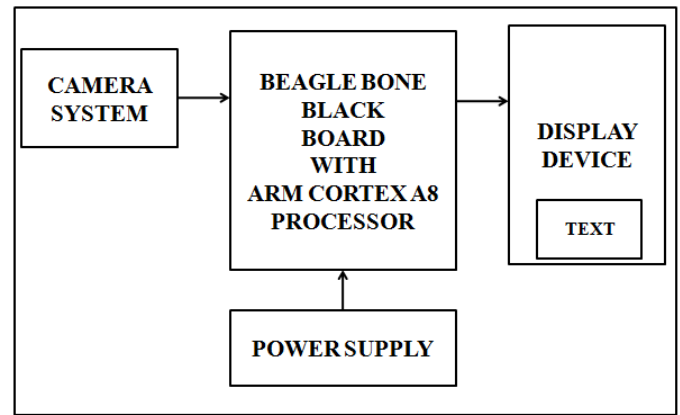 CAMERA
SYSTEM
BEAGLE BONE
BLACK
BOARD
WITH
ARM CORTEX A8
PROCESSOR
DISPLAY
DEVICE
TEXT
POWER SUPPLY